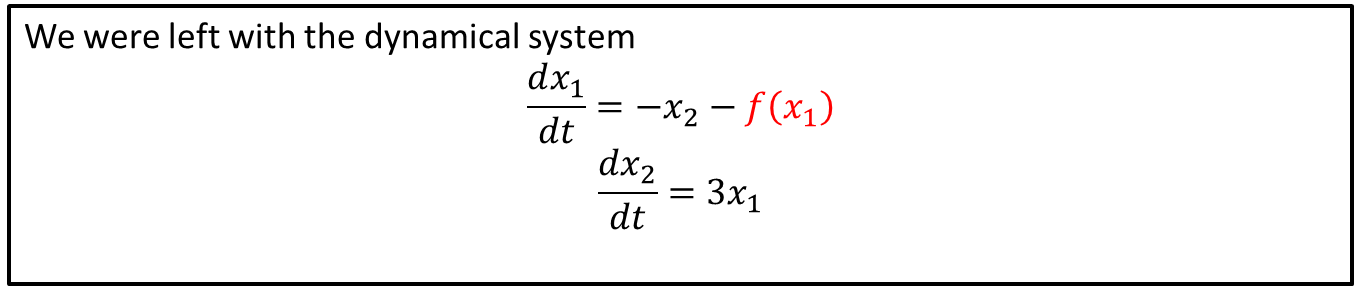 We were left with the dynamical system
dx₁/dt = −x₂ − f(x₁)
dx₂/dt = 3x₁